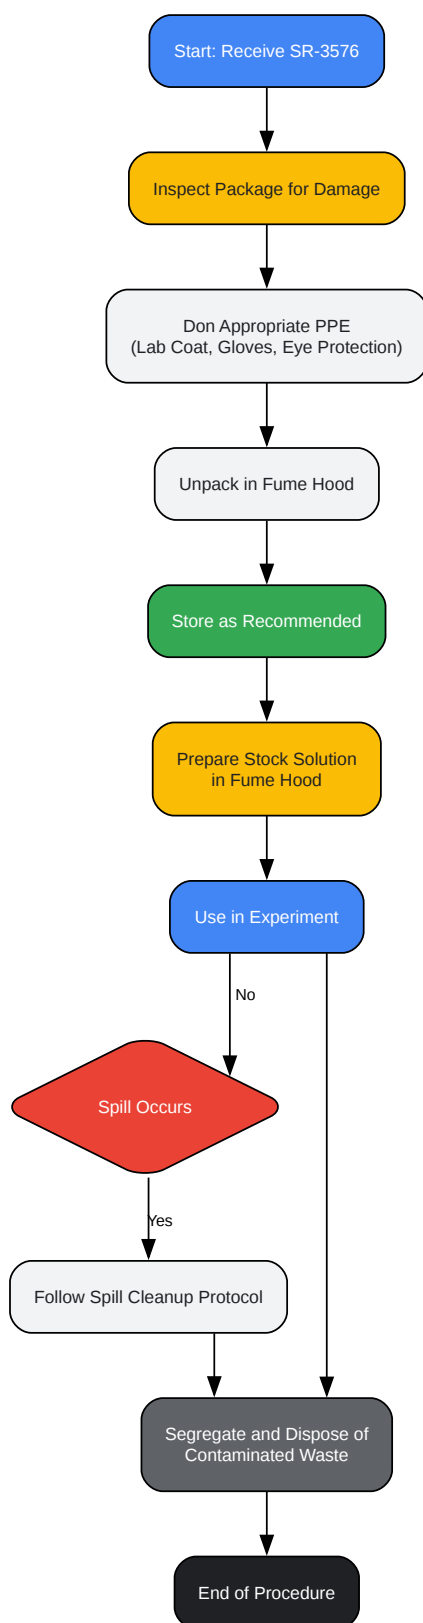 Start: Receive SR-3576
Inspect Package for Damage
Don Appropriate PPE
(Lab Coat, Gloves, Eye Protection)
Unpack in Fume Hood
Store as Recommended
Prepare Stock Solution
in Fume Hood
Use in Experiment
No
Spill Occurs
Yes
Follow Spill Cleanup Protocol
Segregate and Dispose of
Contaminated Waste
End of Procedure